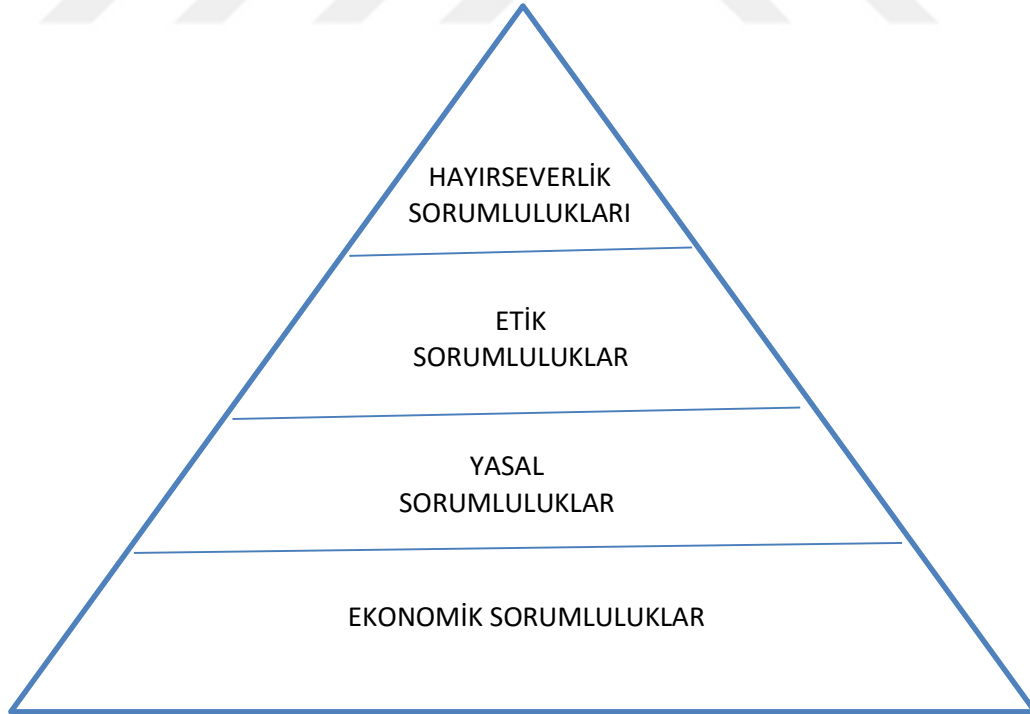 HAYIRSEVERLİK
SORUMLULUKLARI
ETİK
SORUMLULUKLAR
YASAL
SORUMLULUKLAR
EKONOMİK SORUMLULUKLAR